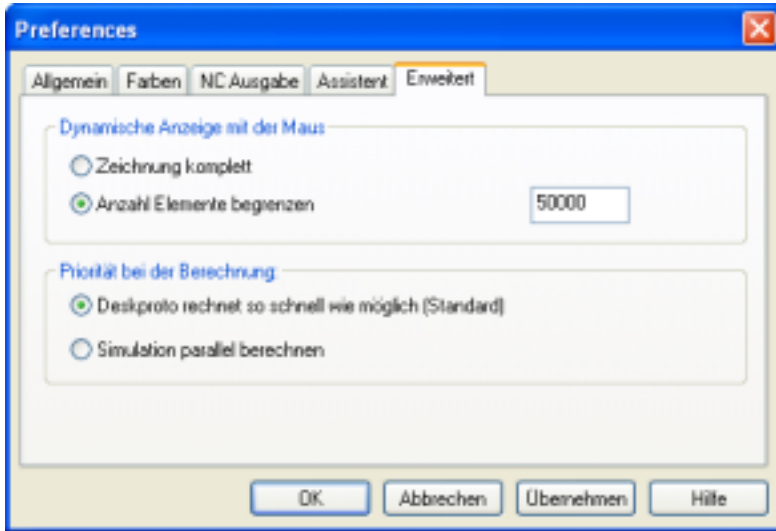 Preferences
Allgemein Farben NC Ausgabe Assistent Erweitert
Dynamische Anzeige mit der Maus
Zeichnung komplett
Anzahl Elemente begrenzen 50000
Priorität bei der Berechnung:
Deskproto rechnet so schnell wie möglich (Standard)
Simulation parallel berechnen
OK Abbrechen Übernehmen Hilfe